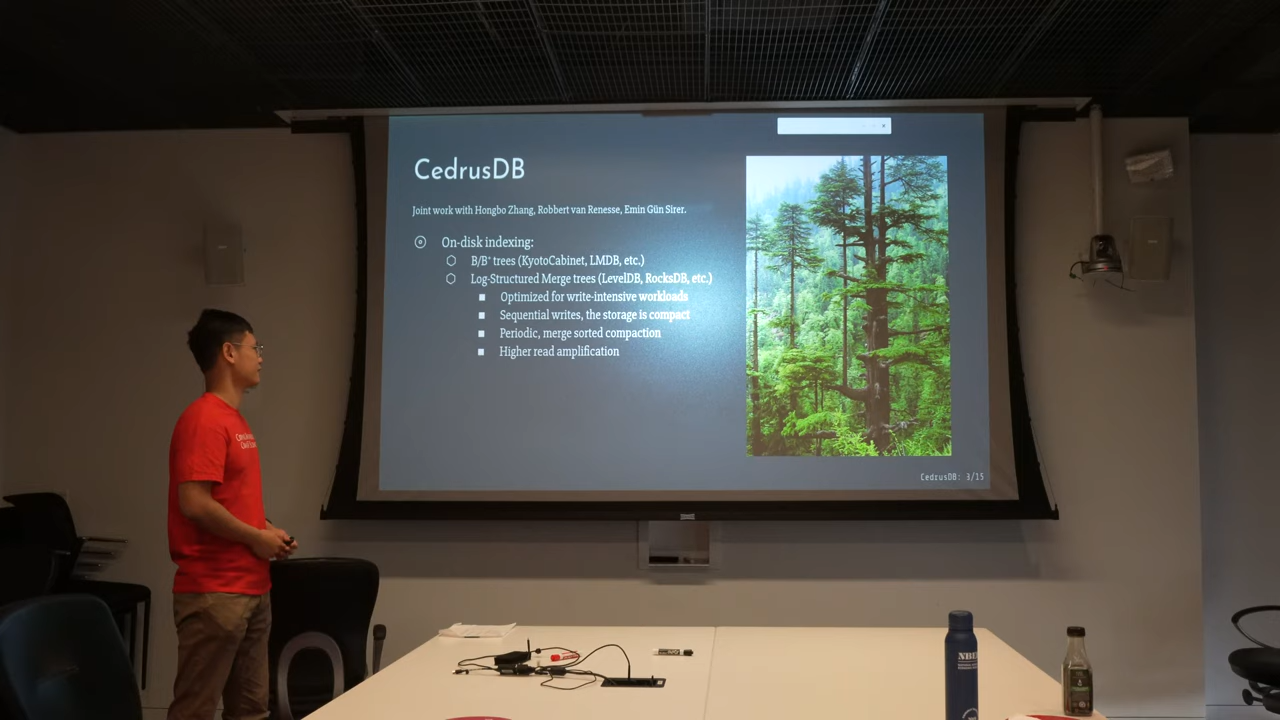 CedrusDB
Joint work with Hongbo Zhang, Robbert van Renesse, Emin Gün Sirer.
On-disk indexing:
B/B⁺ trees (KyotoCabinet, LMDB, etc.)
Log-Structured Merge trees (LevelDB, RocksDB, etc.)
Optimized for write-intensive workloads
Sequential writes, the storage is compact
Periodic, merge sorted compaction
Higher read amplification
CedrusDB: 3/15